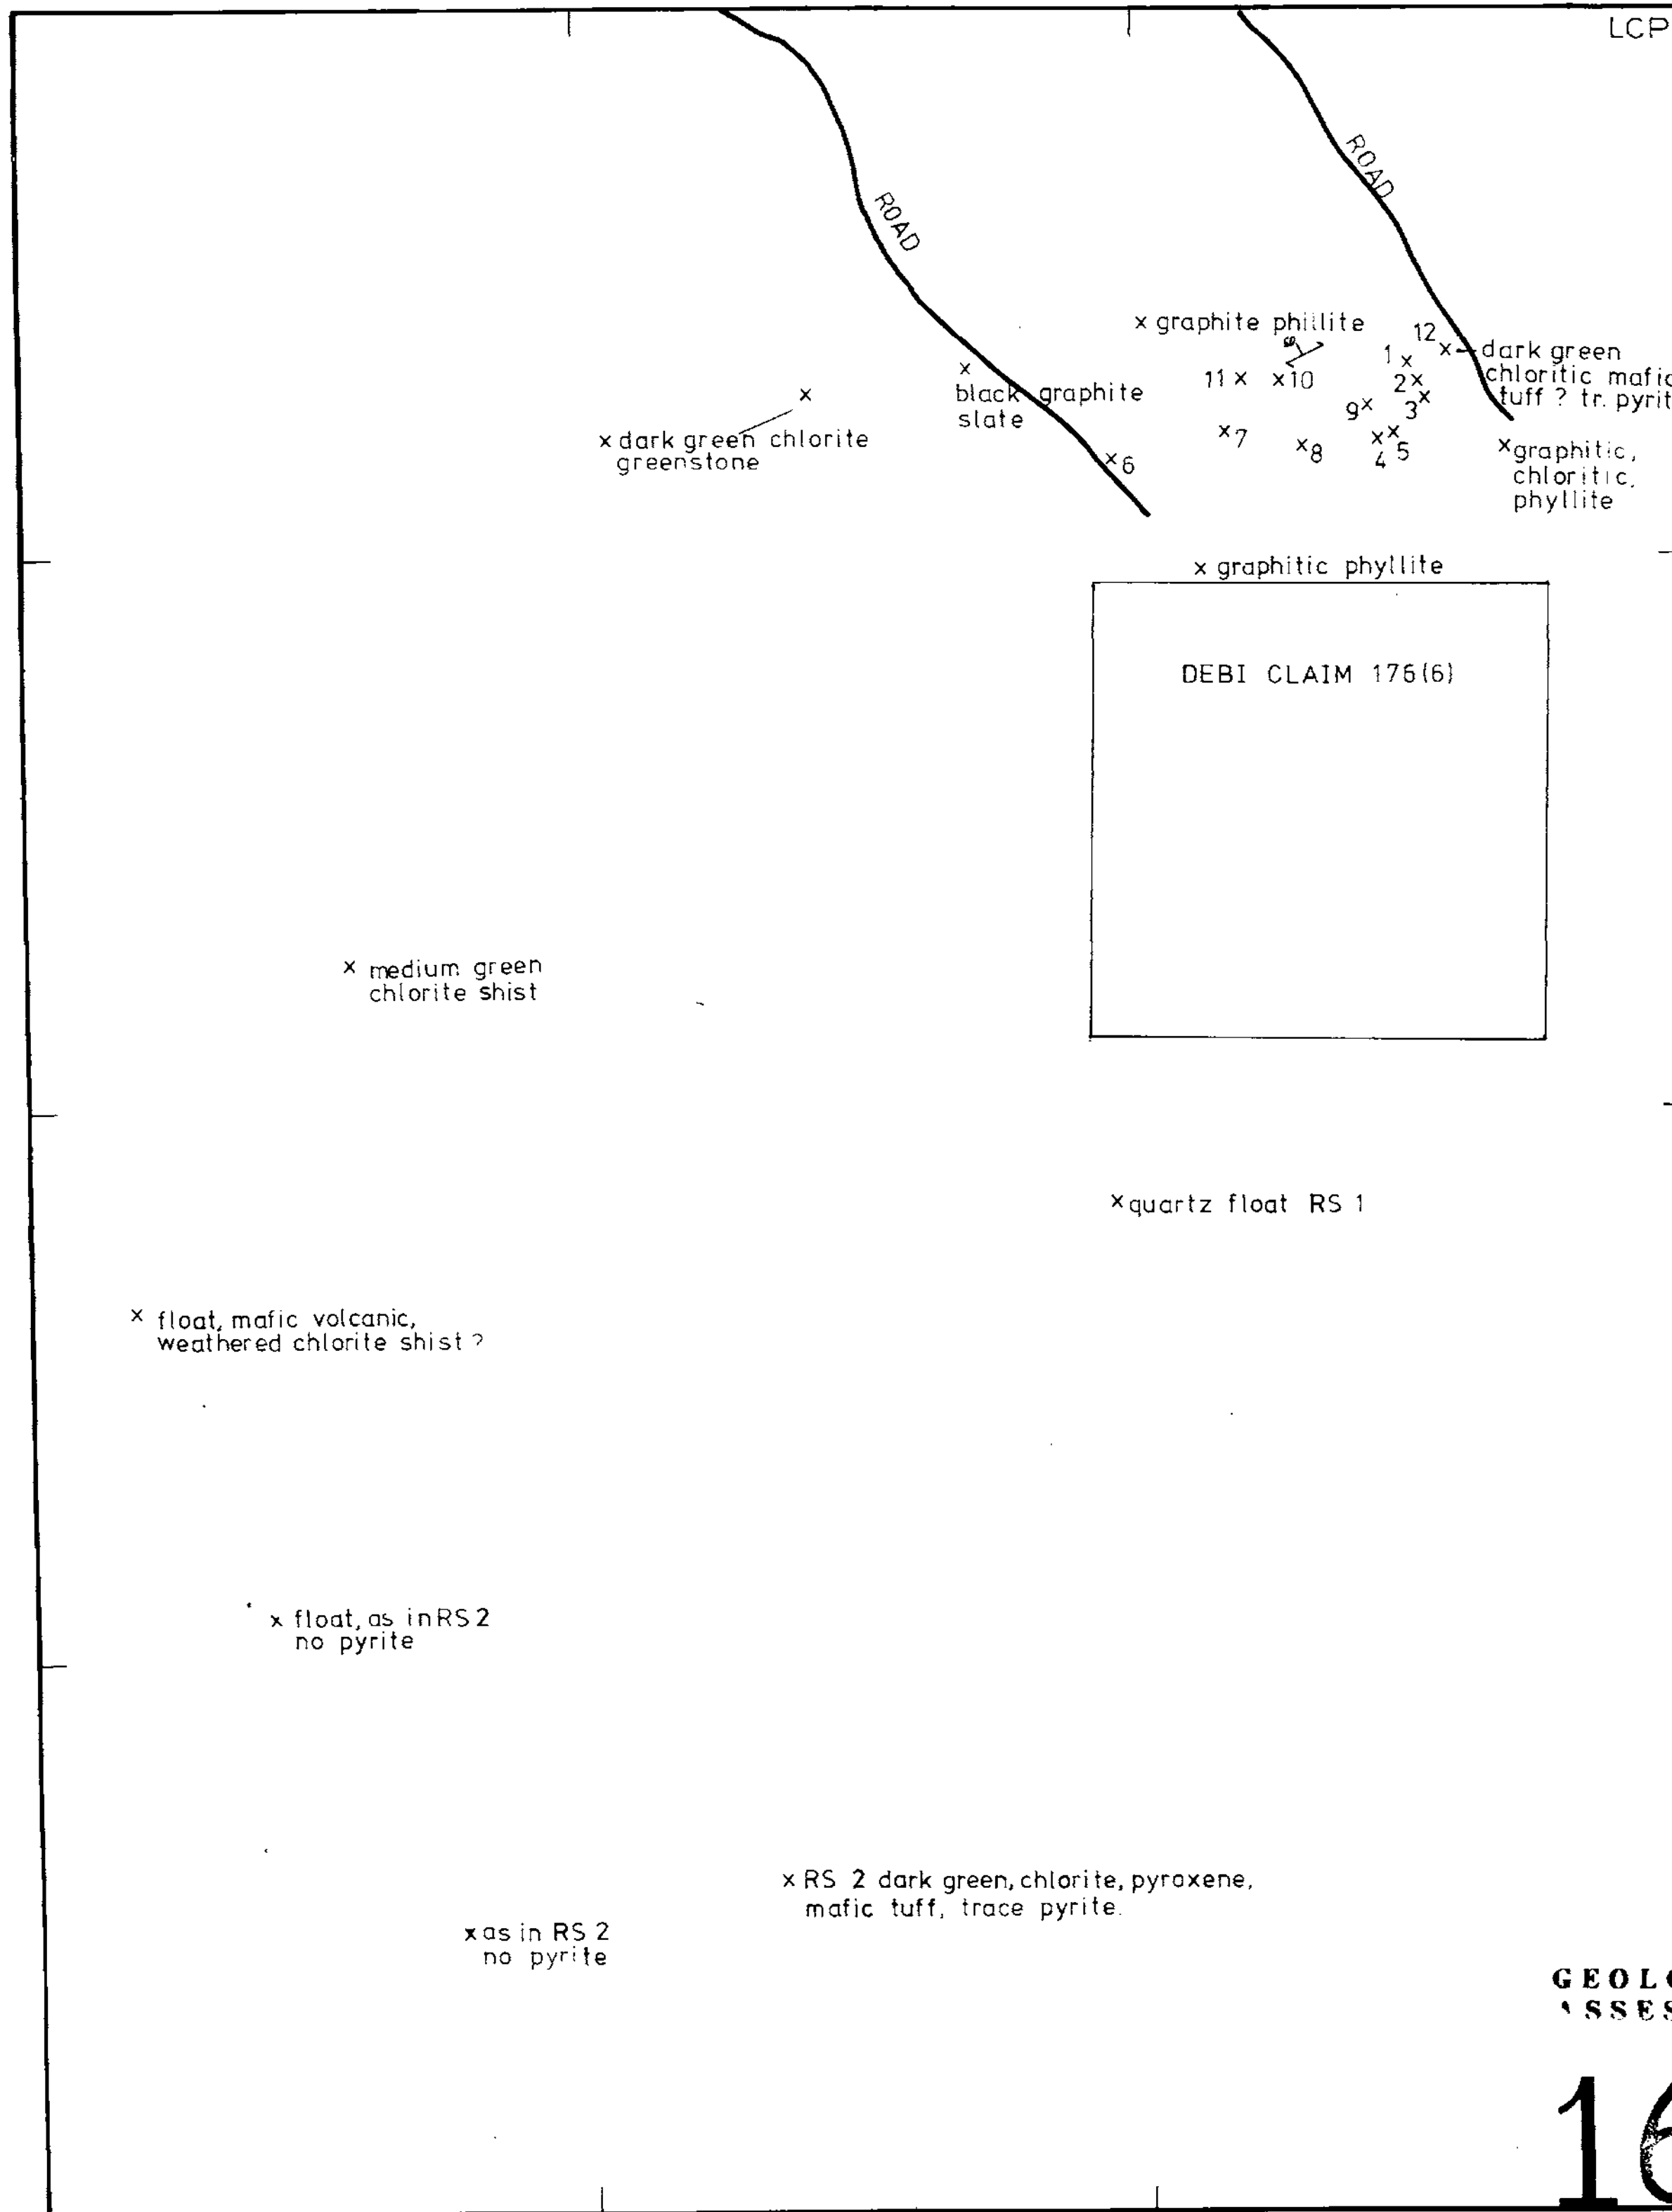 LCP
ROAD
ROAD
x graphite phillite
12
dark green
chloritic mafic
tuff ? tr. pyrit
1 x
2 x
3 x
11 x
x 10
9 x
black graphite
slate
x dark green chlorite
greenstone
x 7
x 8
4
5
x 6
x graphitic,
chloritic,
phyllite
x graphitic phyllite
DEBI CLAIM 176(6)
x medium green
chlorite shist
x quartz float RS 1
x float, mafic volcanic,
weathered chlorite shist ?
x float, as in RS 2
no pyrite
x RS 2 dark green, chlorite, pyroxene,
mafic tuff, trace pyrite.
x as in RS 2
no pyrite
GEOL
ASSES
16